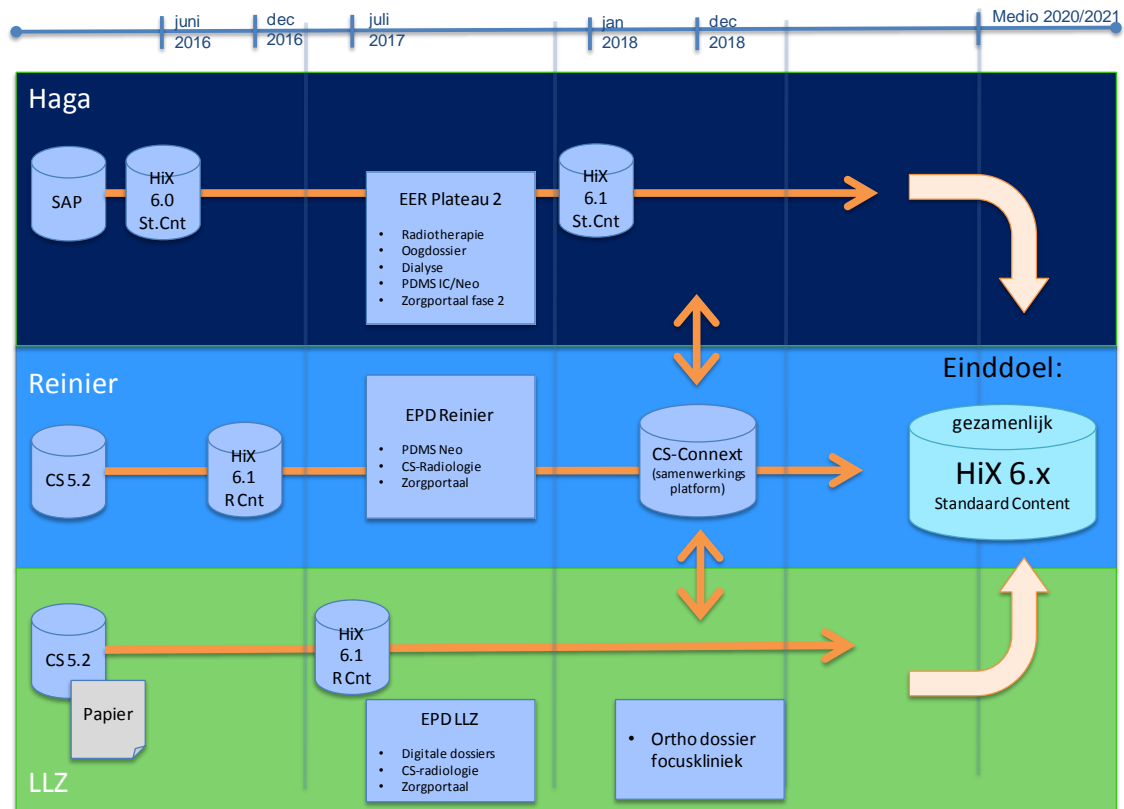 juni
2016
dec
2016
juli
2017
jan
2018
dec
2018
Medio 2020/2021
Haga
SAP
HiX
6.0
St.Cnt
EER Plateau 2
• Radiotherapie
• Oogdossier
• Dialyse
• PDMS IC/Neo
• Zorgportaal fase 2
HiX
6.1
St.Cnt
Reinier
CS 5.2
HiX
6.1
R Cnt
EPD Reinier
• PDMS Neo
• CS-Radiologie
• Zorgportaal
CS-Connext
(samenwerkings
platform)
Einddoel:
gezamenlijk
HiX 6.x
Standaard Content
CS 5.2
Papier
HiX
6.1
R Cnt
EPD LLZ
• Digitale dossiers
• CS-radiologie
• Zorgportaal
• Ortho dossier
focuskliniek
LLZ